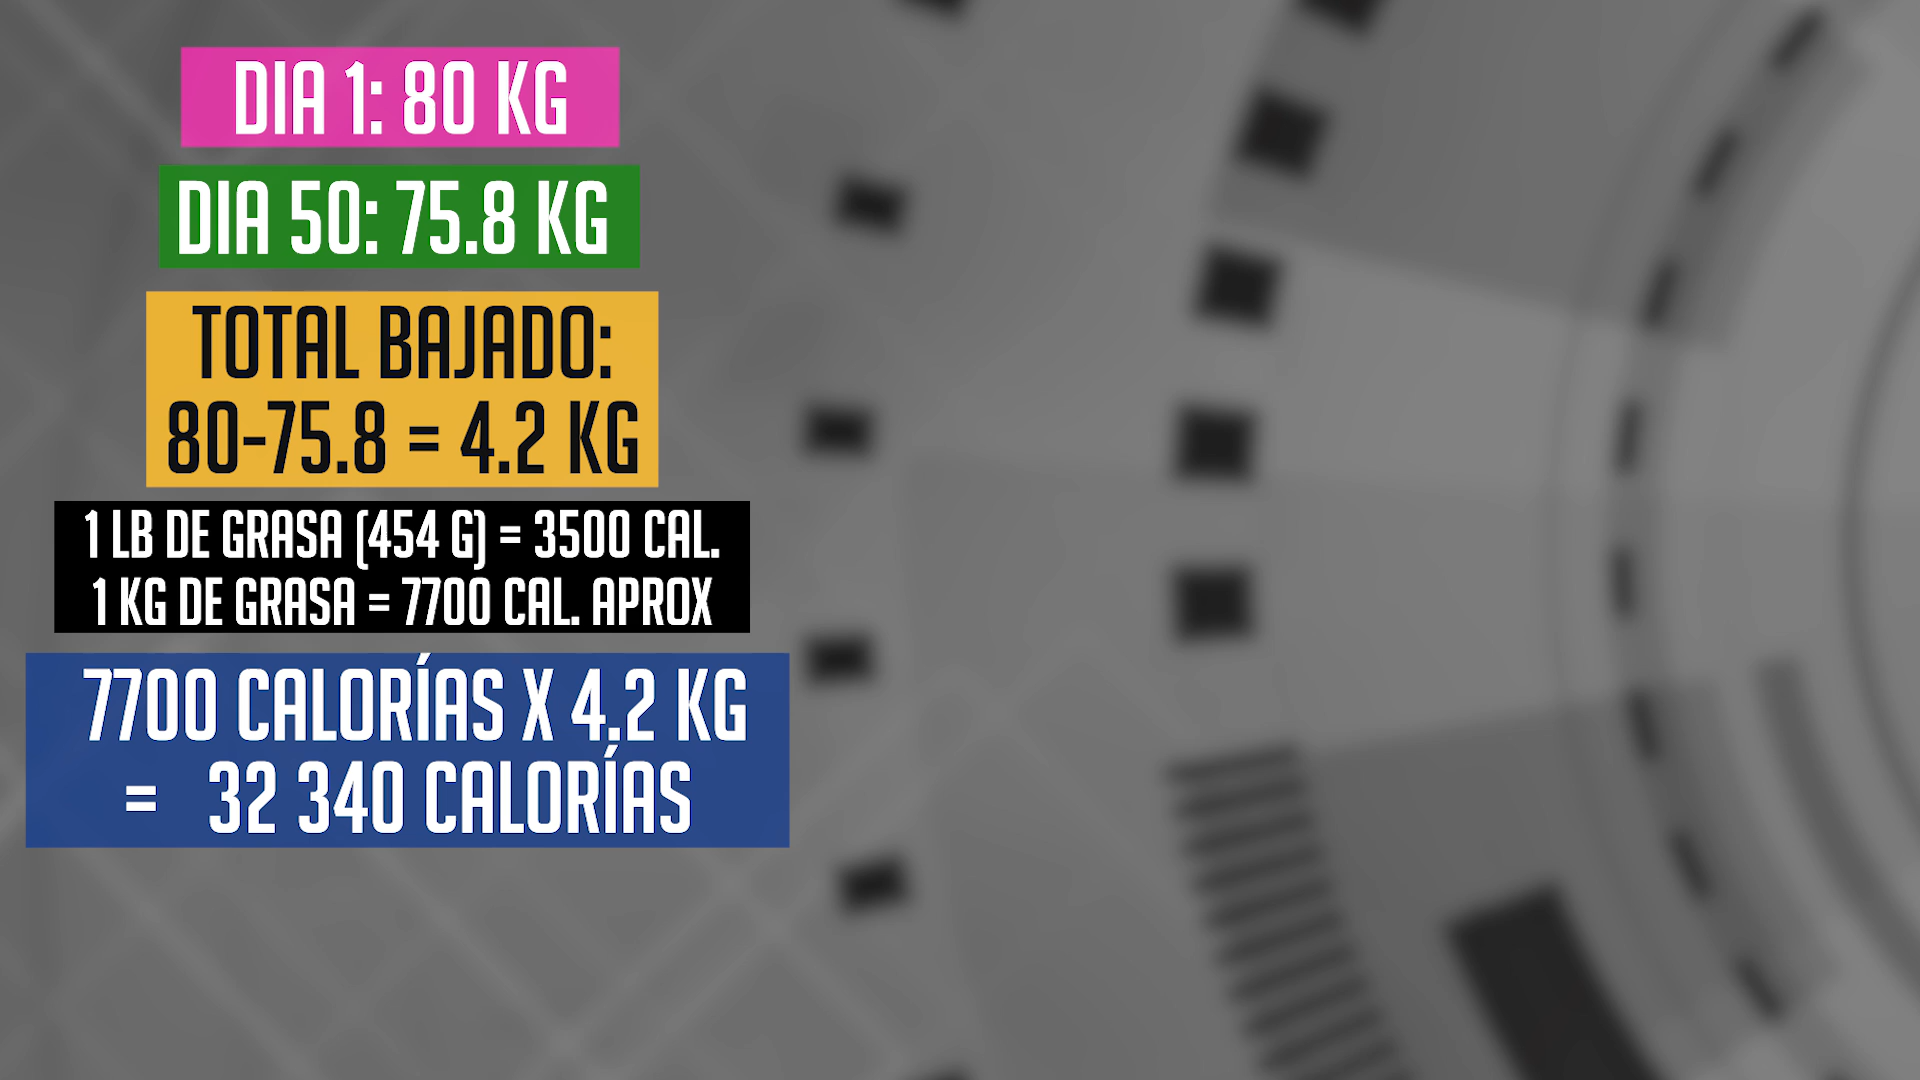 DIA 1: 80 KG
DIA 50: 75.8 KG
TOTAL BAJADO:
80-75.8 = 4.2 KG
1 LB DE GRASA (454 G) = 3500 CAL.
1 KG DE GRASA = 7700 CAL. APROX
7700 CALORÍAS X 4.2 KG
= 32 340 CALORÍAS